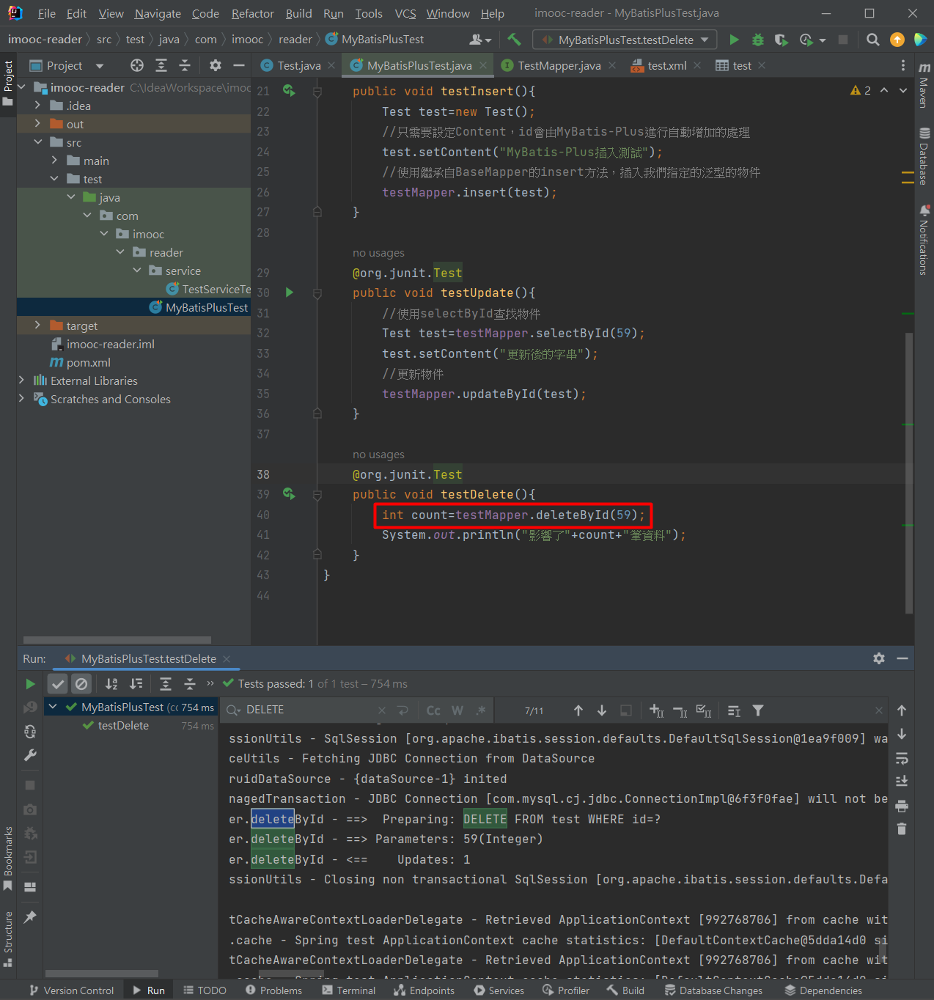 File Edit View Navigate Code Refactor Build Run Tools VCS Window Help imooc-reader - MyBatisPlusTest.java
imooc-reader src test java com imooc reader MyBatisPlusTest MyBatisPlusTest.testDelete
Project
Test.java MyBatisPlusTest.java TestMapper.java test.xml test
imooc-reader C:\IdeaWorkspace\imooc
.idea
out
src
main
test
java
com
imooc
reader
service
TestServiceTe
MyBatisPlusTest
target
imooc-reader.iml
pom.xml
External Libraries
Scratches and Consoles
Project
Bookmarks
Structure
Maven
Database
Notifications
2
21 public void testInsert(){
22 Test test=new Test();
23 //只需要設定Content，id會由MyBatis-Plus進行自動增加的處理
24 test.setContent("MyBatis-Plus插入測試");
25 //使用繼承自BaseMapper的insert方法，插入我們指定的泛型的物件
26 testMapper.insert(test);
27 }
28
no usages
29 @org.junit.Test
30 public void testUpdate(){
31 //使用selectById查找物件
32 Test test=testMapper.selectById(59);
33 test.setContent("更新後的字串");
34 //更新物件
35 testMapper.updateById(test);
36 }
37
no usages
38 @org.junit.Test
39 public void testDelete(){
40 int count=testMapper.deleteById(59);
41 System.out.println("影響了"+count+"筆資料");
42 }
43 }
44
Run: MyBatisPlusTest.testDelete
Tests passed: 1 of 1 test – 754 ms
MyBatisPlusTest (cc 754 ms
testDelete 754 ms
DELETE Cc W .* 7/11
ssionUtils - SqlSession [org.apache.ibatis.session.defaults.DefaultSqlSession@1ea9f009] wa
ceUtils - Fetching JDBC Connection from DataSource
ruidDataSource - {dataSource-1} inited
nagedTransaction - JDBC Connection [com.mysql.cj.jdbc.ConnectionImpl@6f3f0fae] will not be
er.deleteById - ==>  Preparing: DELETE FROM test WHERE id=?
er.deleteById - ==> Parameters: 59(Integer)
er.deleteById - <==    Updates: 1
ssionUtils - Closing non transactional SqlSession [org.apache.ibatis.session.defaults.Defa
tCacheAwareContextLoaderDelegate - Retrieved ApplicationContext [992768706] from cache wit
.cache - Spring test ApplicationContext cache statistics: [DefaultContextCache@5dda14d0 si
tCacheAwareContextLoaderDelegate - Retrieved ApplicationContext [992768706] from cache wit
.cache - Spring test ApplicationContext cache statistics: [DefaultContextCache@5dda14d0 si
Version Control Run TODO Problems Terminal Endpoints Services Profiler Build Database Changes Dependencies